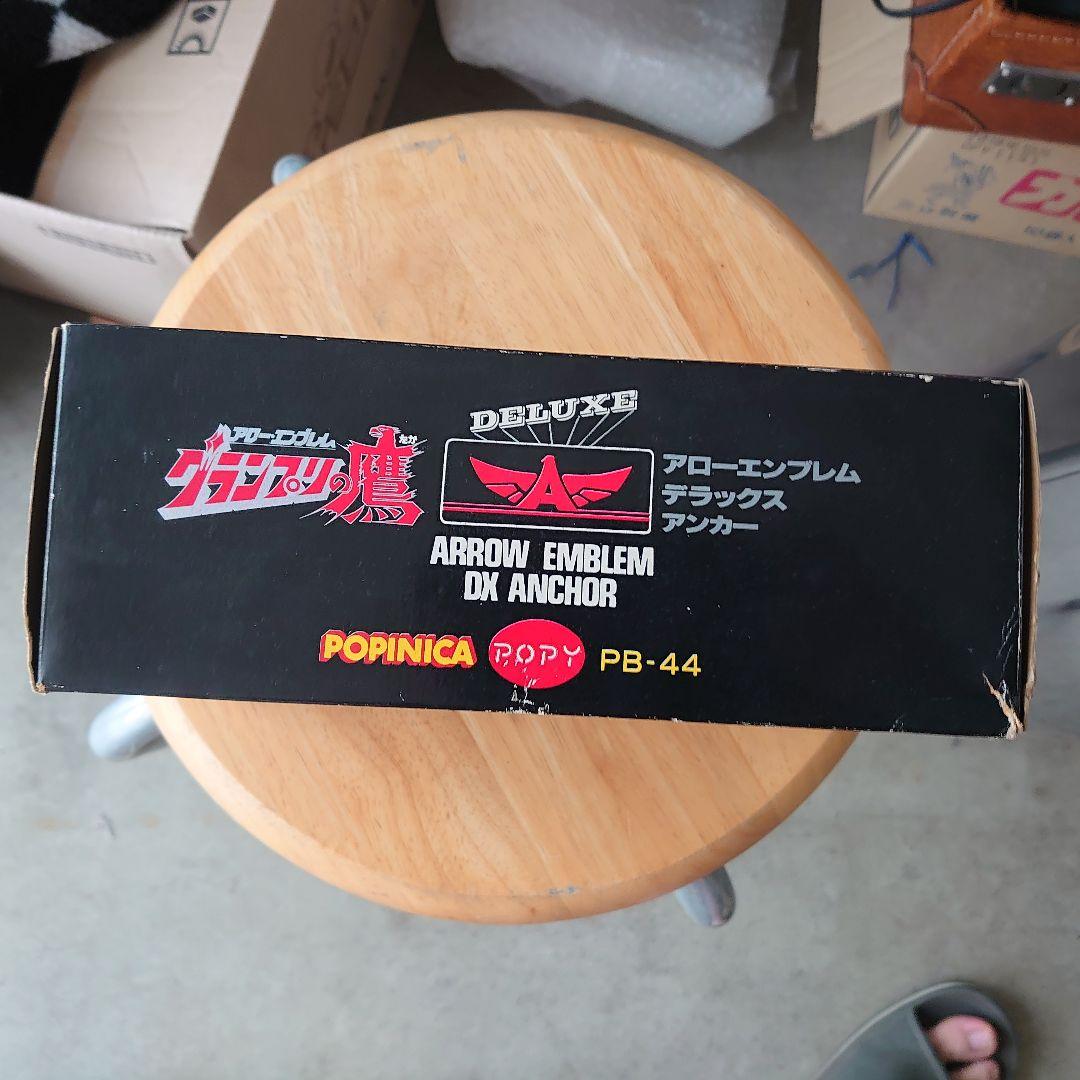 アロー・エンブレム
グランプリの鷹
たか
DELUXE
A
アローエンブレム
デラックス
アンカー
ARROW EMBLEM
DX ANCHOR
POPINICA POPY PB-44